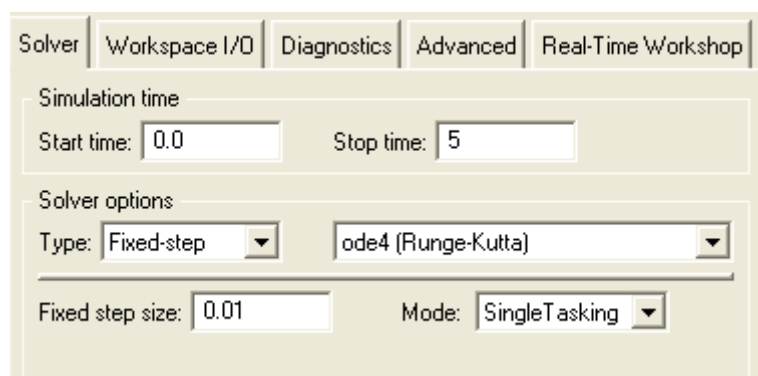 Solver Workspace I/O Diagnostics Advanced Real-Time Workshop
Simulation time
Start time: 0.0 Stop time: 5
Solver options
Type: Fixed-step ode4 (Runge-Kutta)
Fixed step size: 0.01 Mode: SingleTasking